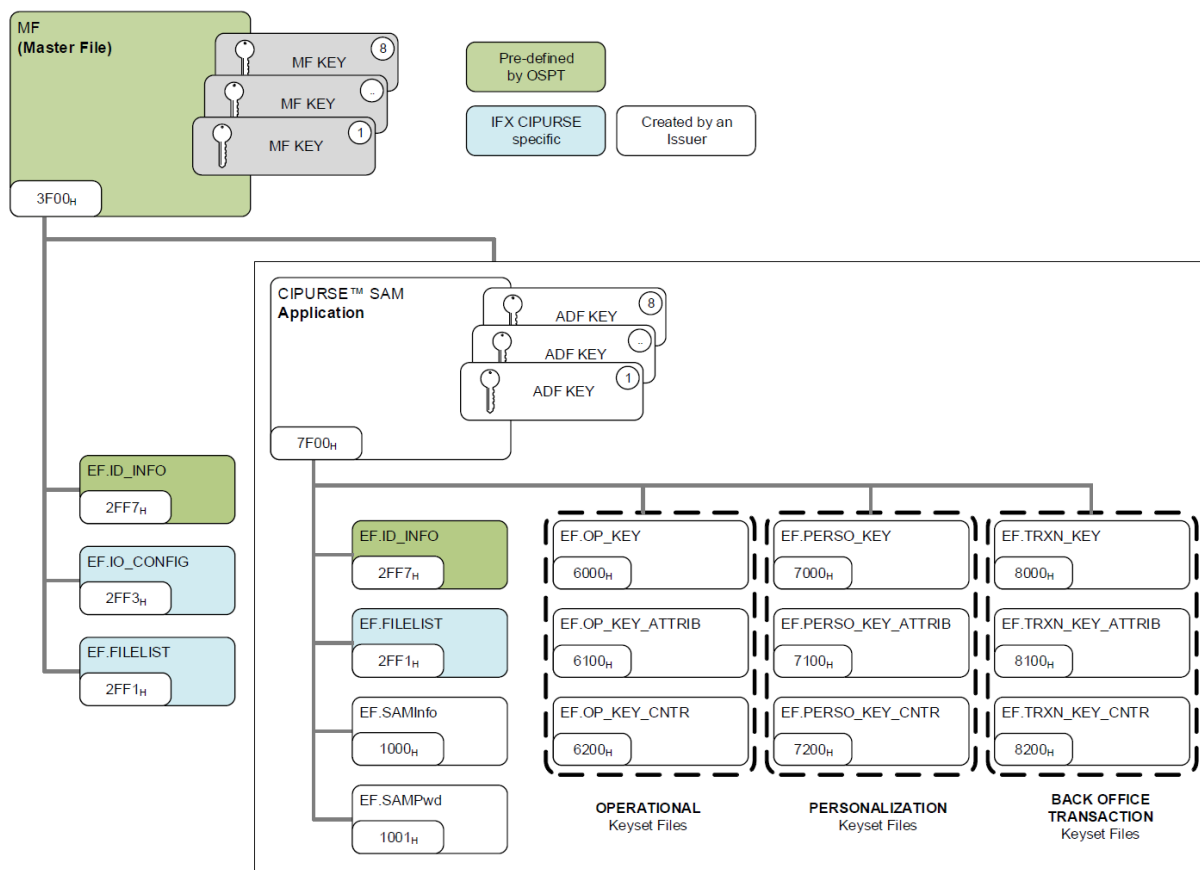 MF
(Master File)
8
MF KEY
..
MF KEY
1
MF KEY
3F00H
Pre-defined
by OSPT
IFX CIPURSE
specific
Created by an
Issuer
CIPURSE™ SAM
Application
8
ADF KEY
..
ADF KEY
1
ADF KEY
7F00H
EF.ID_INFO
2FF7H
EF.IO_CONFIG
2FF3H
EF.FILELIST
2FF1H
EF.ID_INFO
2FF7H
EF.FILELIST
2FF1H
EF.SAMInfo
1000H
EF.SAMPwd
1001H
EF.OP_KEY
6000H
EF.OP_KEY_ATTRIB
6100H
EF.OP_KEY_CNTR
6200H
OPERATIONAL
Keyset Files
EF.PERSO_KEY
7000H
EF.PERSO_KEY_ATTRIB
7100H
EF.PERSO_KEY_CNTR
7200H
PERSONALIZATION
Keyset Files
EF.TRXN_KEY
8000H
EF.TRXN_KEY_ATTRIB
8100H
EF.TRXN_KEY_CNTR
8200H
BACK OFFICE
TRANSACTION
Keyset Files